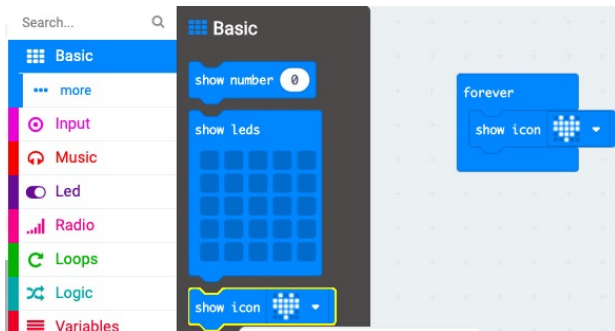 Search...
Basic
more
Input
Music
Led
Radio
Loops
Logic
Variables
Basic
show number 0
show leds
show icon
forever
show icon